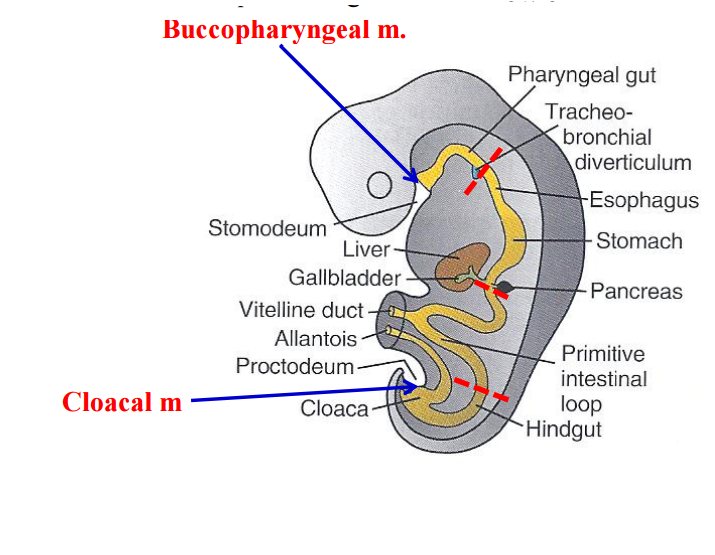 Buccopharyngeal m.
Pharyngeal gut
Tracheo-
bronchial
diverticulum
Esophagus
Stomodeum
Stomach
Liver
Gallbladder
Pancreas
Vitelline duct
Allantois
Primitive
intestinal
loop
Proctodeum
Cloacal m
Cloaca
Hindgut